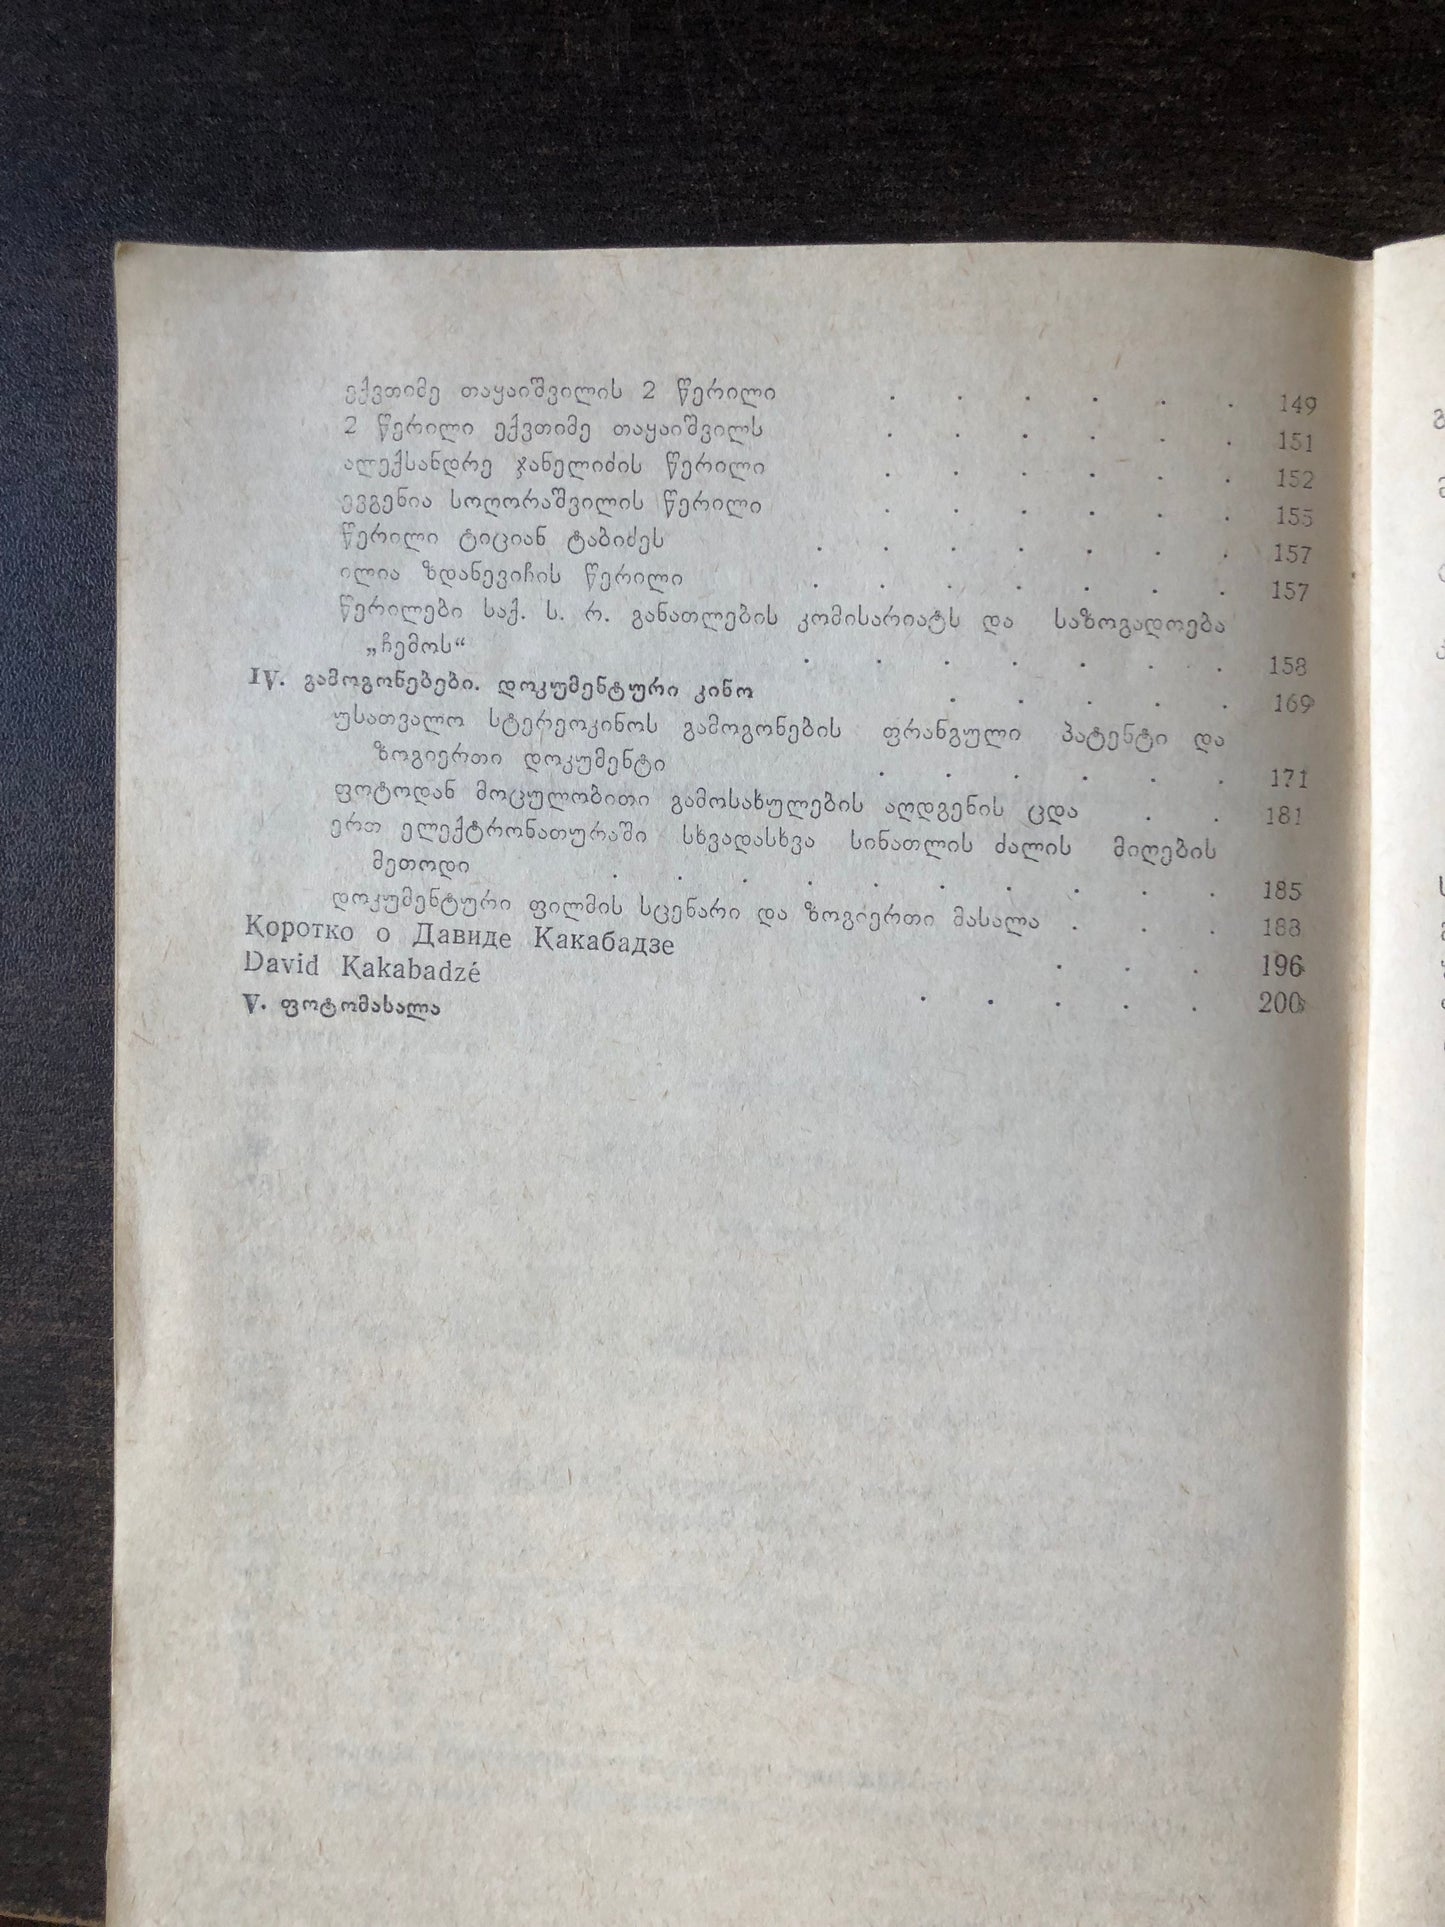 ექვთიმე თაყაიშვილის 2 წერილი . . . . . . 149
2 წერილი ექვთიმე თაყაიშვილს . . . . . . 151
ალექსანდრე ჯანელიძის წერილი . . . . . . 152
ევგენია სოღორაშვილის წერილი . . . . . . 155
წერილი ტიციან ტაბიძეს . . . . . . . 157
ილია ზდანევიჩის წერილი . . . . . . . 157
წერილები საქ. ს. რ. განათლების კომისარიატს და საზოგადოება
„ჩემოს“ . . . . . . . 158
IV. გამოგონებები. დოკუმენტური კინო . . . . . 169
უსათვალო სტერეოკინოს გამოგონების ფრანგული პატენტი და
ზოგიერთი დოკუმენტი . . . . . . 171
ფოტოდან მოცულობითი გამოსახულების აღდგენის ცდა . . 181
ერთ ელექტრონათურაში სხვადასხვა სინათლის ძალის მიღების
მეთოდი . . . . . . . . . . 185
დოკუმენტური ფილმის სცენარი და ზოგიერთი მასალა . . . 188
Коротко о Давиде Какабадзе
David Kakabadzé . . . 196
V. ფოტომასალა . . . . . 200